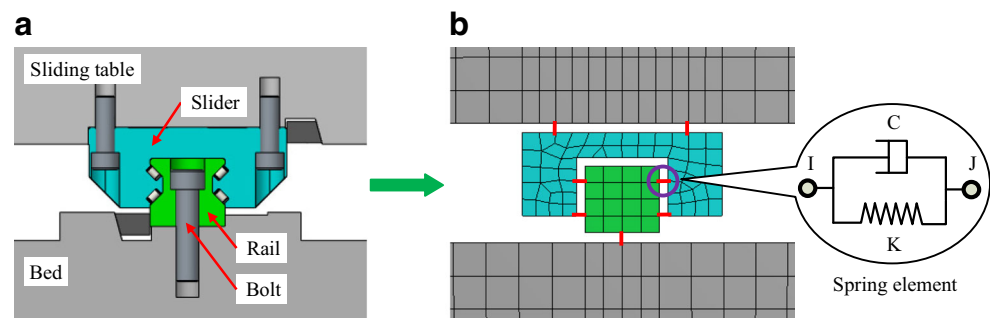 a
Sliding table
Slider
Rail
Bed
Bolt
b
C
I
J
K
Spring element